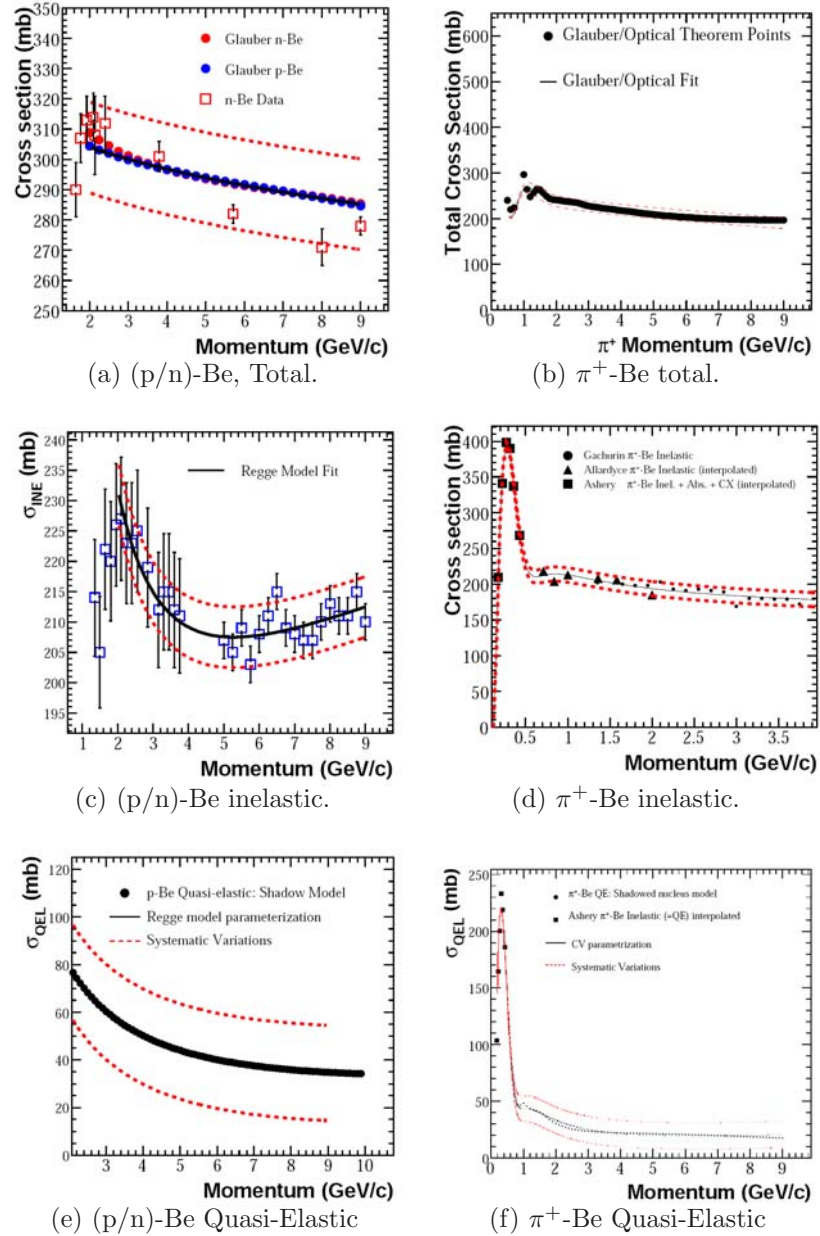 Cross section (mb)
350
340
330
320
310
300
290
280
270
260
250
Glauber n-Be
Glauber p-Be
n-Be Data
2 3 4 5 6 7 8 9
Momentum (GeV/c)
(a) (p/n)-Be, Total.
Total Cross Section (mb)
600
500
400
300
200
100
0
Glauber/Optical Theorem Points
Glauber/Optical Fit
0 1 2 3 4 5 6 7 8 9
π⁺ Momentum (GeV/c)
(b) π⁺-Be total.
σINE (mb)
240
235
230
225
220
215
210
205
200
195
Regge Model Fit
1 2 3 4 5 6 7 8 9
Momentum (GeV/c)
(c) (p/n)-Be inelastic.
Cross section (mb)
400
350
300
250
200
150
100
50
0
Gachurin π⁺-Be Inelastic
Allardyce π⁺-Be Inelastic (interpolated)
Ashery π⁺-Be Inel. + Abs. + CX (interpolated)
0.5 1 1.5 2 2.5 3 3.5
Momentum (GeV/c)
(d) π⁺-Be inelastic.
σQEL (mb)
120
100
80
60
40
20
0
p-Be Quasi-elastic: Shadow Model
Regge model parameterization
Systematic Variations
3 4 5 6 7 8 9 10
Momentum (GeV/c)
(e) (p/n)-Be Quasi-Elastic
σQEL (mb)
250
200
150
100
50
0
π⁺-Be QE: Shadowed nucleus model
Ashery π⁺-Be Inelastic (=QE) interpolated
CV parametrization
Systematic Variations
0 1 2 3 4 5 6 7 8 9
Momentum (GeV/c)
(f) π⁺-Be Quasi-Elastic